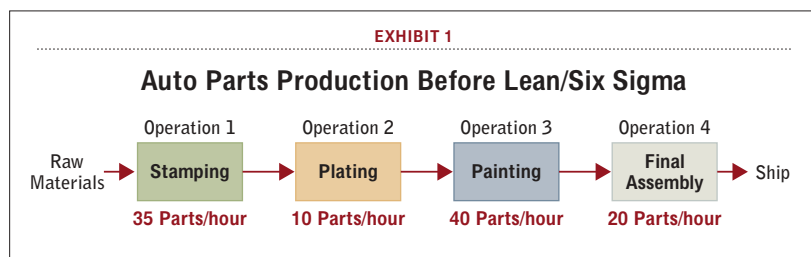 EXHIBIT 1
Auto Parts Production Before Lean/Six Sigma
Operation 1 Operation 2 Operation 3 Operation 4
Raw Materials Stamping Plating Painting Final Assembly Ship
35 Parts/hour 10 Parts/hour 40 Parts/hour 20 Parts/hour